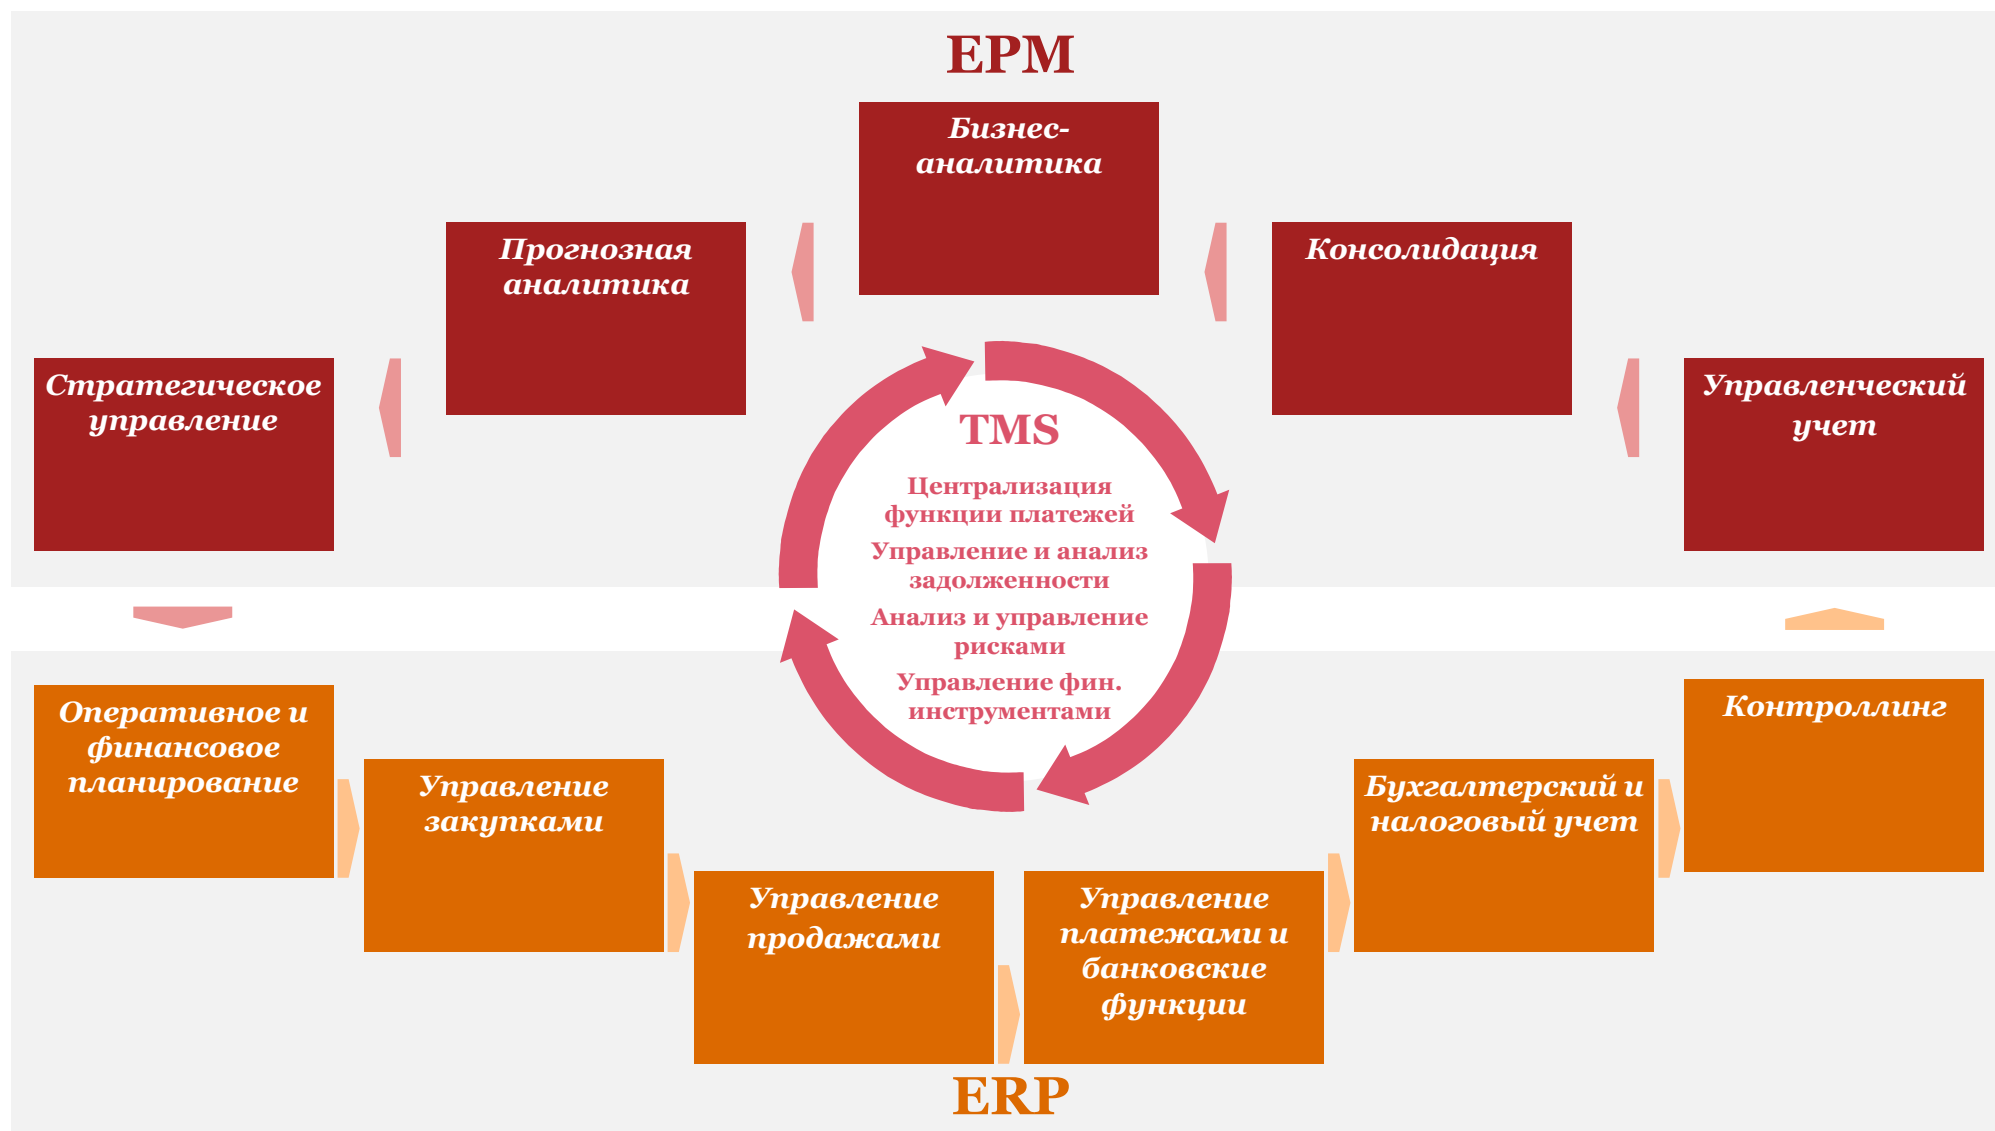 EPM
Бизнес-
аналитика
Прогнозная
аналитика
Консолидация
Стратегическое
управление
Управленческий
учет
TMS
Централизация
функции платежей
Управление и анализ
задолженности
Анализ и управление
рисками
Управление фин.
инструментами
Оперативное и
финансовое
планирование
Управление
закупками
Управление
продажами
Управление
платежами и
банковские
функции
Бухгалтерский и
налоговый учет
Контроллинг
ERP